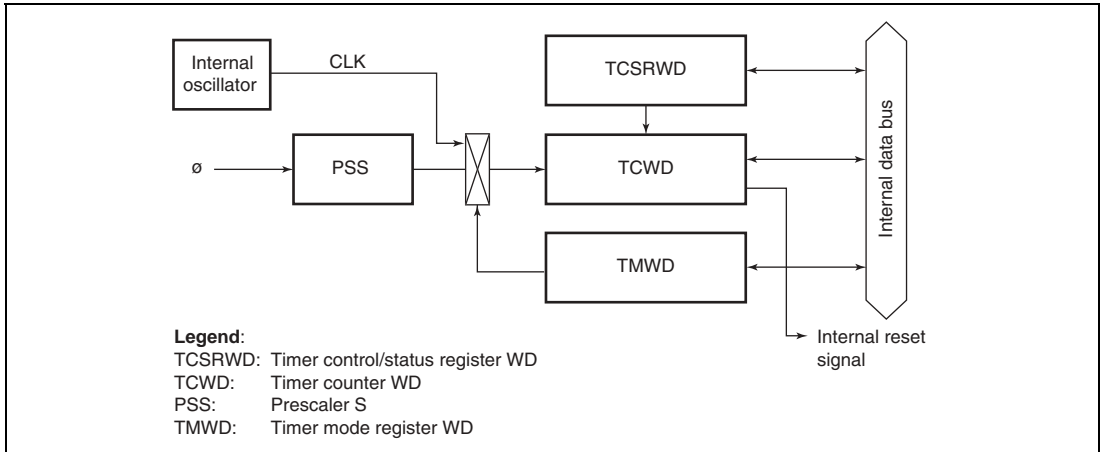 Internal
oscillator
CLK
TCSRWD
ø
PSS
TCWD
TMWD
Internal data bus
Internal reset
signal
Legend:
TCSRWD: Timer control/status register WD
TCWD: Timer counter WD
PSS: Prescaler S
TMWD: Timer mode register WD